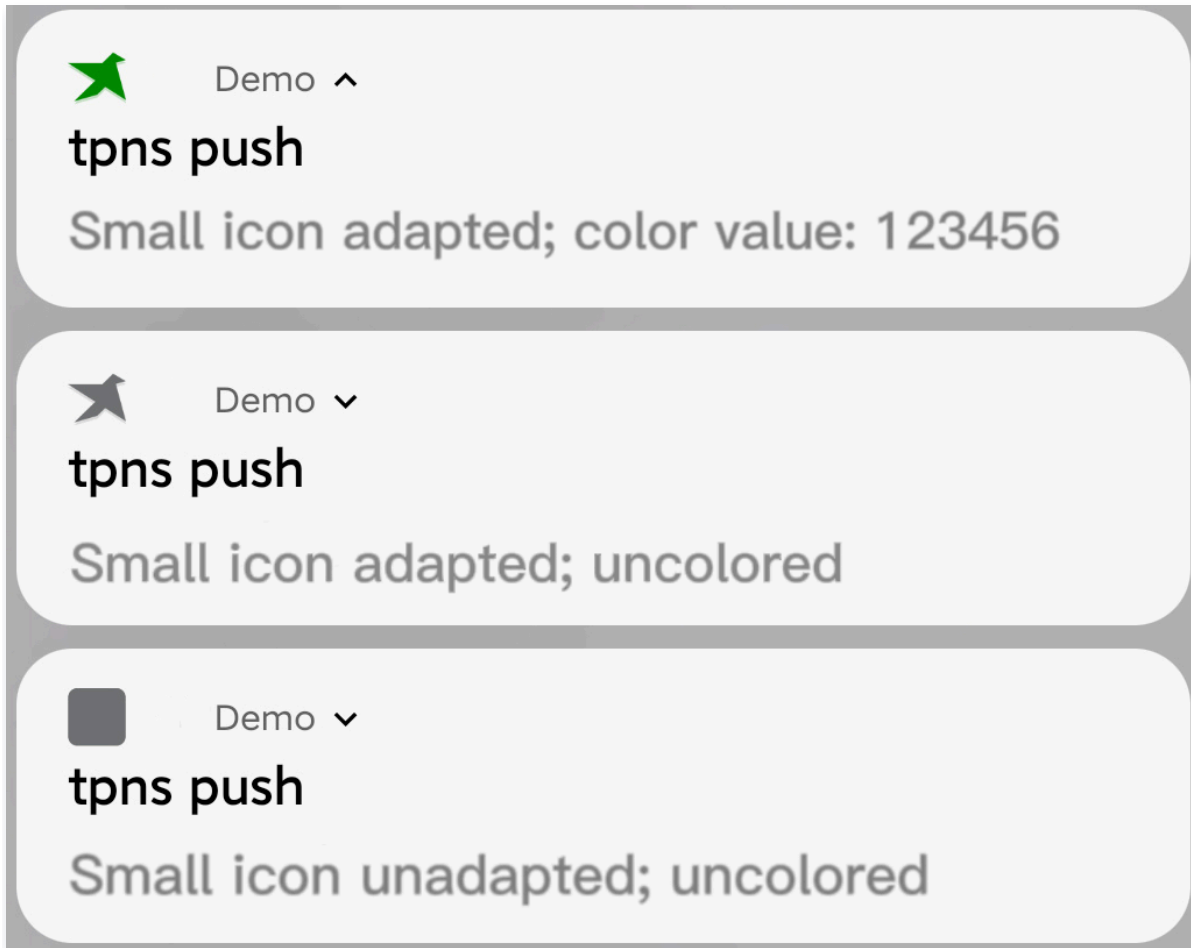 Demo
tpns push
Small icon adapted; color value: 123456
Demo
tpns push
Small icon adapted; uncolored
Demo
tpns push
Small icon unadapted; uncolored